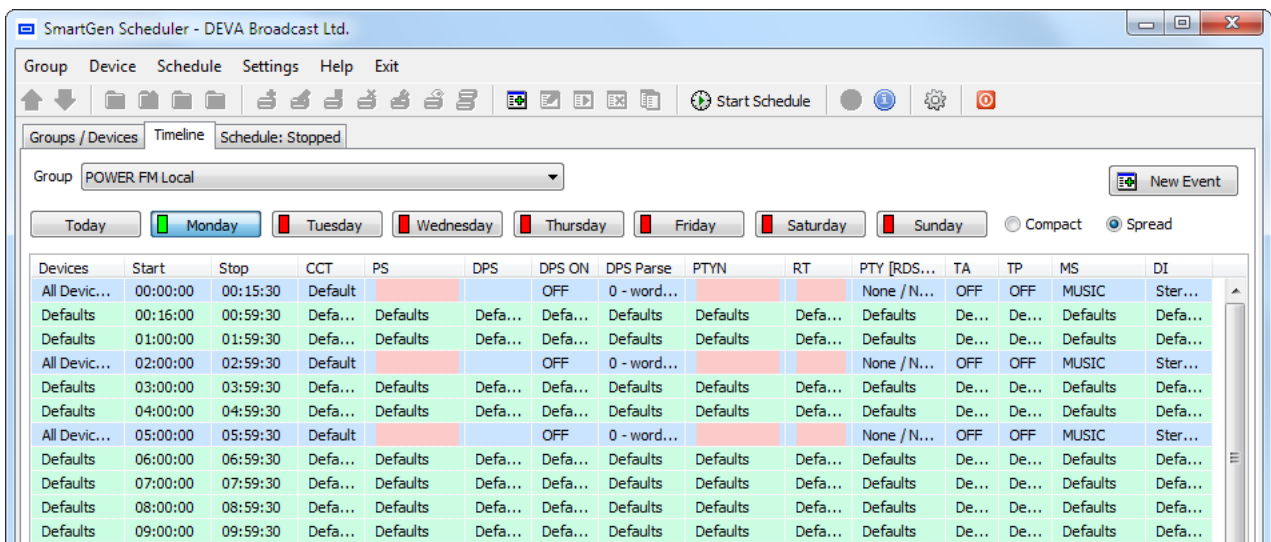 SmartGen Scheduler - DEVA Broadcast Ltd.
Group Device Schedule Settings Help Exit
Start Schedule
Groups / Devices Timeline Schedule: Stopped
Group POWER FM Local New Event
Today Monday Tuesday Wednesday Thursday Friday Saturday Sunday Compact Spread
Devices Start Stop CCT PS DPS DPS ON DPS Parse PTYN RT PTY [RDS... TA TP MS DI
All Devic... 00:00:00 00:15:30 Default OFF 0 - word... None / N... OFF OFF MUSIC Ster...
Defaults 00:16:00 00:59:30 Defa... Defaults Defa... Defa... Defaults Defaults Defa... Defaults De... De... Defaults Defa...
Defaults 01:00:00 01:59:30 Defa... Defaults Defa... Defa... Defaults Defaults Defa... Defaults De... De... Defaults Defa...
All Devic... 02:00:00 02:59:30 Default OFF 0 - word... None / N... OFF OFF MUSIC Ster...
Defaults 03:00:00 03:59:30 Defa... Defaults Defa... Defa... Defaults Defaults Defa... Defaults De... De... Defaults Defa...
Defaults 04:00:00 04:59:30 Defa... Defaults Defa... Defa... Defaults Defaults Defa... Defaults De... De... Defaults Defa...
All Devic... 05:00:00 05:59:30 Default OFF 0 - word... None / N... OFF OFF MUSIC Ster...
Defaults 06:00:00 06:59:30 Defa... Defaults Defa... Defa... Defaults Defaults Defa... Defaults De... De... Defaults Defa...
Defaults 07:00:00 07:59:30 Defa... Defaults Defa... Defa... Defaults Defaults Defa... Defaults De... De... Defaults Defa...
Defaults 08:00:00 08:59:30 Defa... Defaults Defa... Defa... Defaults Defaults Defa... Defaults De... De... Defaults Defa...
Defaults 09:00:00 09:59:30 Defa... Defaults Defa... Defa... Defaults Defaults Defa... Defaults De... De... Defaults Defa...